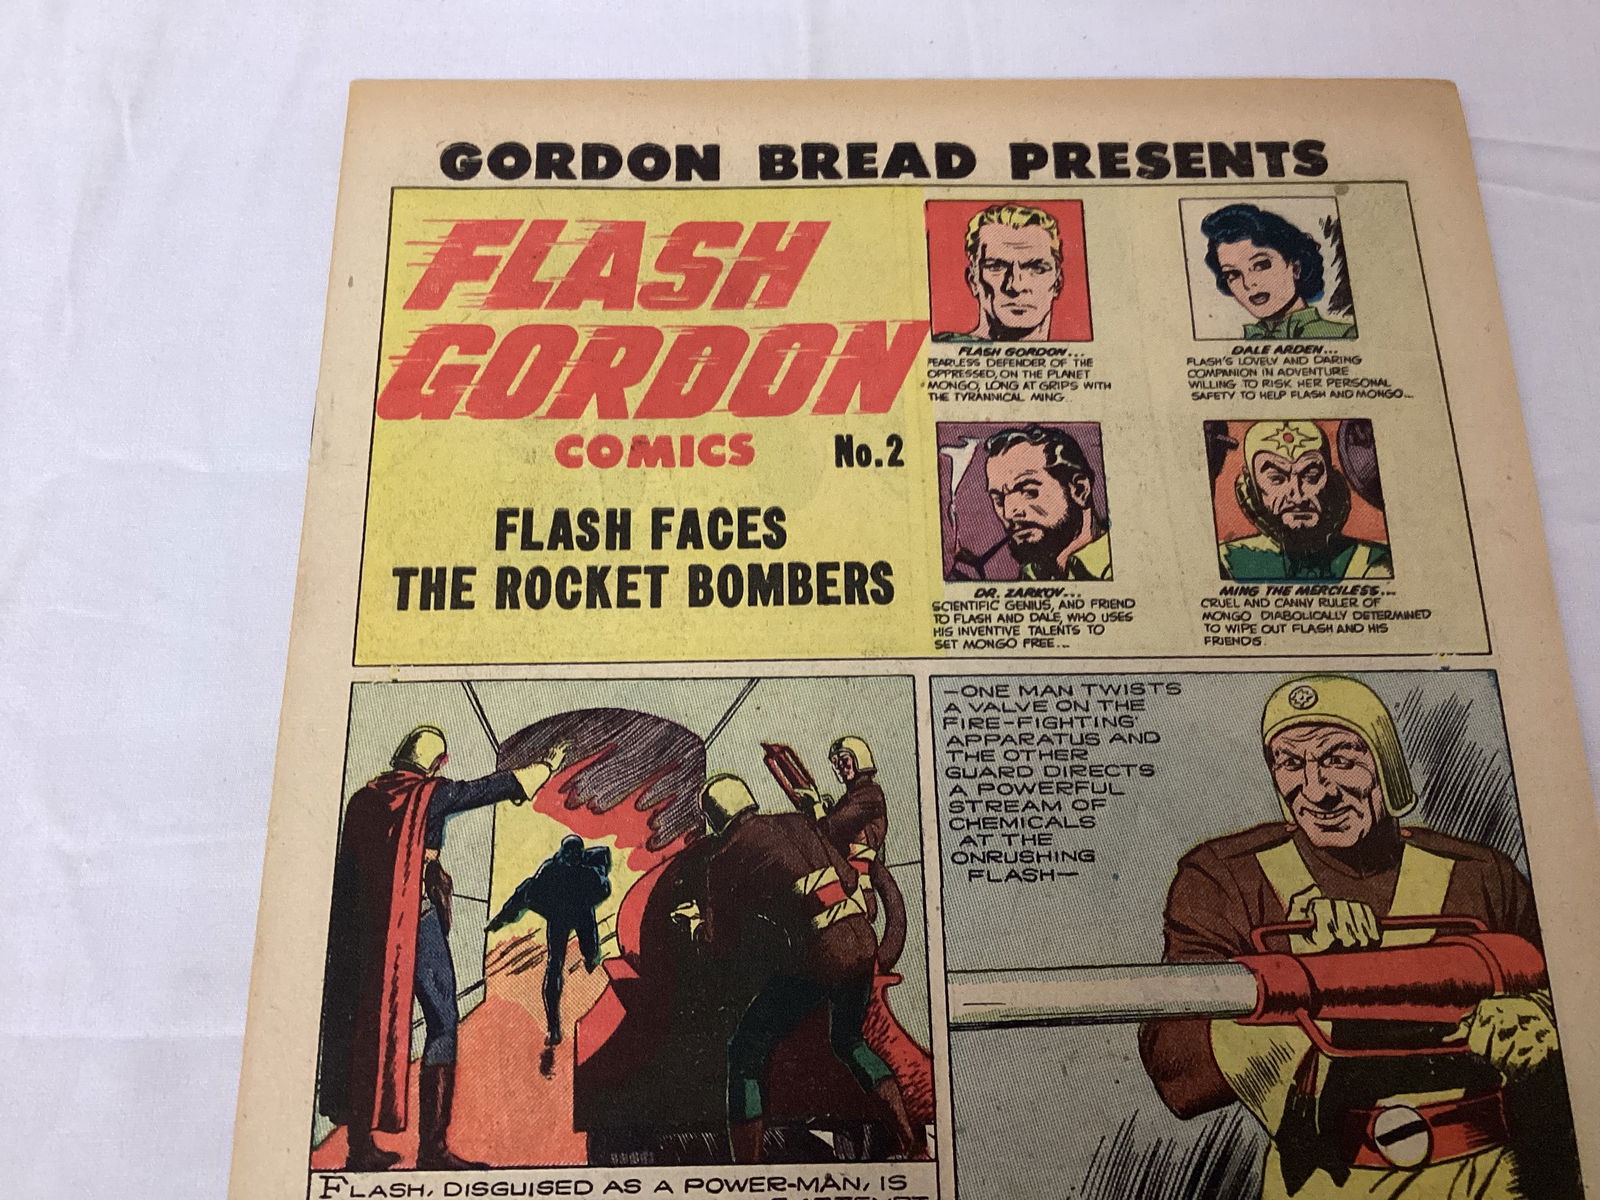 GORDON BREAD PRESENTS
FLASH
GORDON
COMICS No.2
FLASH FACES
THE ROCKET BOMBERS
FLASH GORDON...
FEARLESS DEFENDER OF THE
OPPRESSED, ON THE PLANET
MONGO, LONG AT GRIPS WITH
THE TYRANNICAL MING.
DALE ARDEN...
FLASH'S LOVELY AND DARING
COMPANION IN ADVENTURE
WILLING TO RISK HER PERSONAL
SAFETY TO HELP FLASH AND MONGO...
DR. ZARKOV...
SCIENTIFIC GENIUS, AND FRIEND
TO FLASH AND DALE, WHO USES
HIS INVENTIVE TALENTS TO
SET MONGO FREE...
MING THE MERCILESS...
CRUEL AND CANNY RULER OF
MONGO DIABOLICALLY DETERMINED
TO WIPE OUT FLASH AND HIS
FRIENDS.
FLASH, DISGUISED AS A POWER-MAN, IS
—ONE MAN TWISTS
A VALVE ON THE
FIRE-FIGHTING
APPARATUS AND
THE OTHER
GUARD DIRECTS
A POWERFUL
STREAM OF
CHEMICALS
AT THE
ONRUSHING
FLASH—